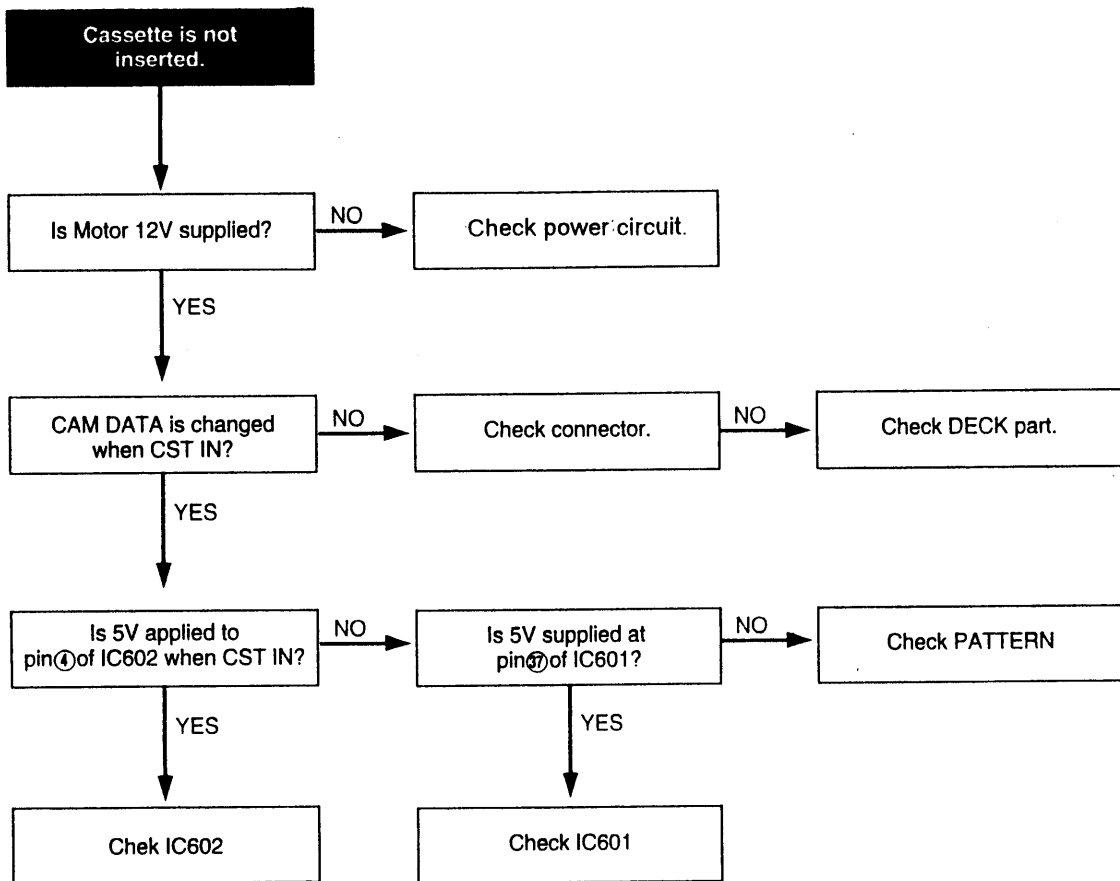 Cassette is not
inserted.
Is Motor 12V supplied?
NO
Check power circuit.
YES
CAM DATA is changed
when CST IN?
NO
Check connector.
NO
Check DECK part.
YES
Is 5V applied to
pin④of IC602 when CST IN?
NO
Is 5V supplied at
pin㊲of IC601?
NO
Check PATTERN
YES
YES
Chek IC602
Check IC601